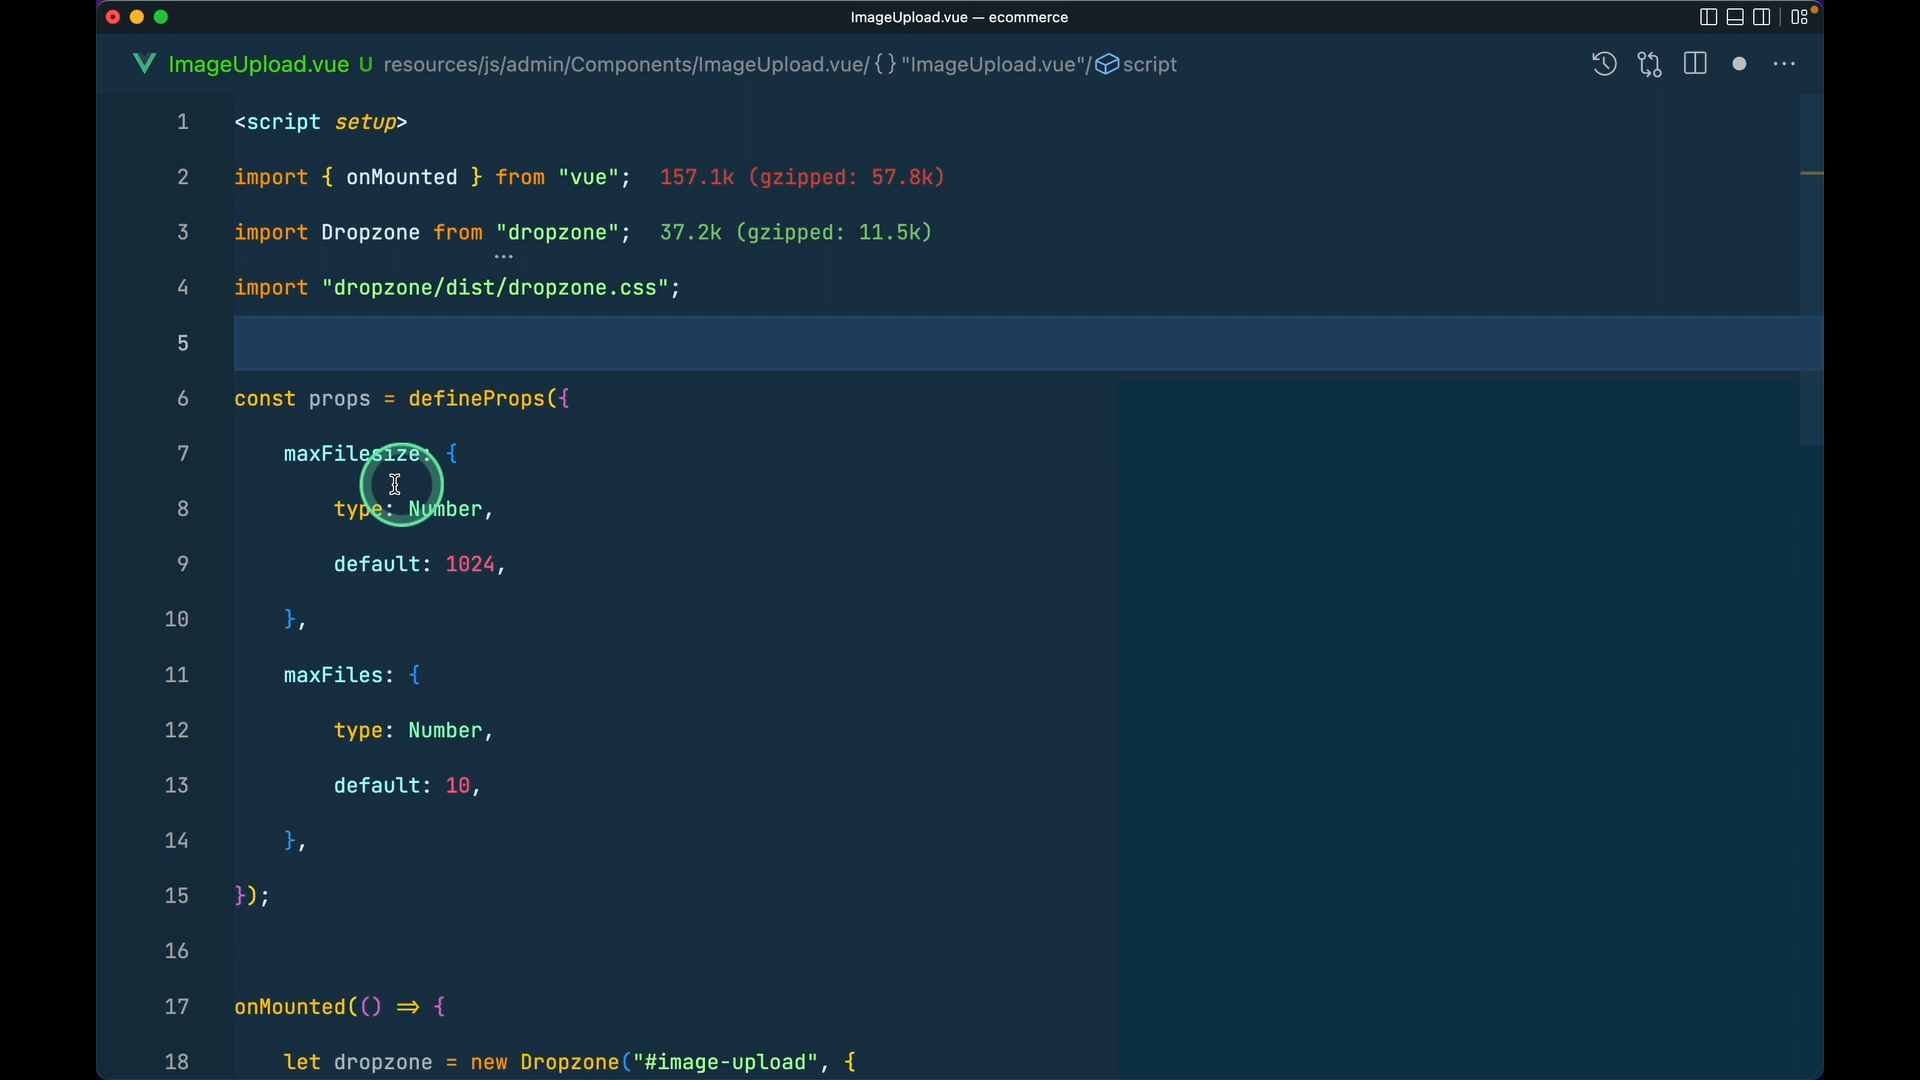 ImageUpload.vue — ecommerce
ImageUpload.vue U resources/js/admin/Components/ImageUpload.vue/{ } "ImageUpload.vue"/ script
1 <script setup>
2 import { onMounted } from "vue"; 157.1k (gzipped: 57.8k)
3 import Dropzone from "dropzone"; 37.2k (gzipped: 11.5k)
4 import "dropzone/dist/dropzone.css";
5
6 const props = defineProps({
7 maxFilesize: {
8 type: Number,
9 default: 1024,
10 },
11 maxFiles: {
12 type: Number,
13 default: 10,
14 },
15 });
16
17 onMounted(() => {
18 let dropzone = new Dropzone("#image-upload", {